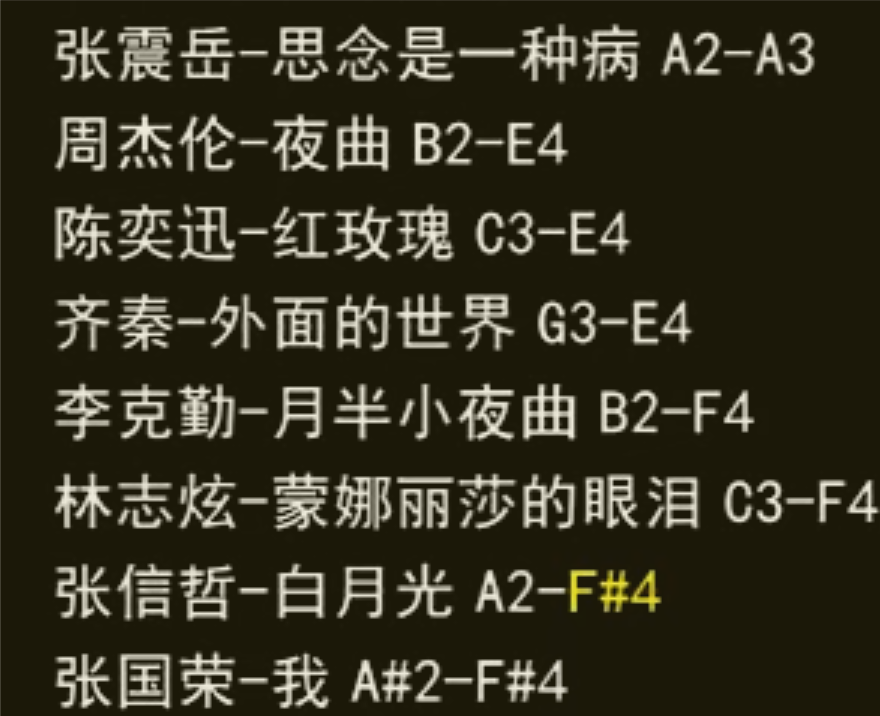 张震岳-思念是一种病 A2-A3
周杰伦-夜曲 B2-E4
陈奕迅-红玫瑰 C3-E4
齐秦-外面的世界 G3-E4
李克勤-月半小夜曲 B2-F4
林志炫-蒙娜丽莎的眼泪 C3-F4
张信哲-白月光 A2-F#4
张国荣-我 A#2-F#4